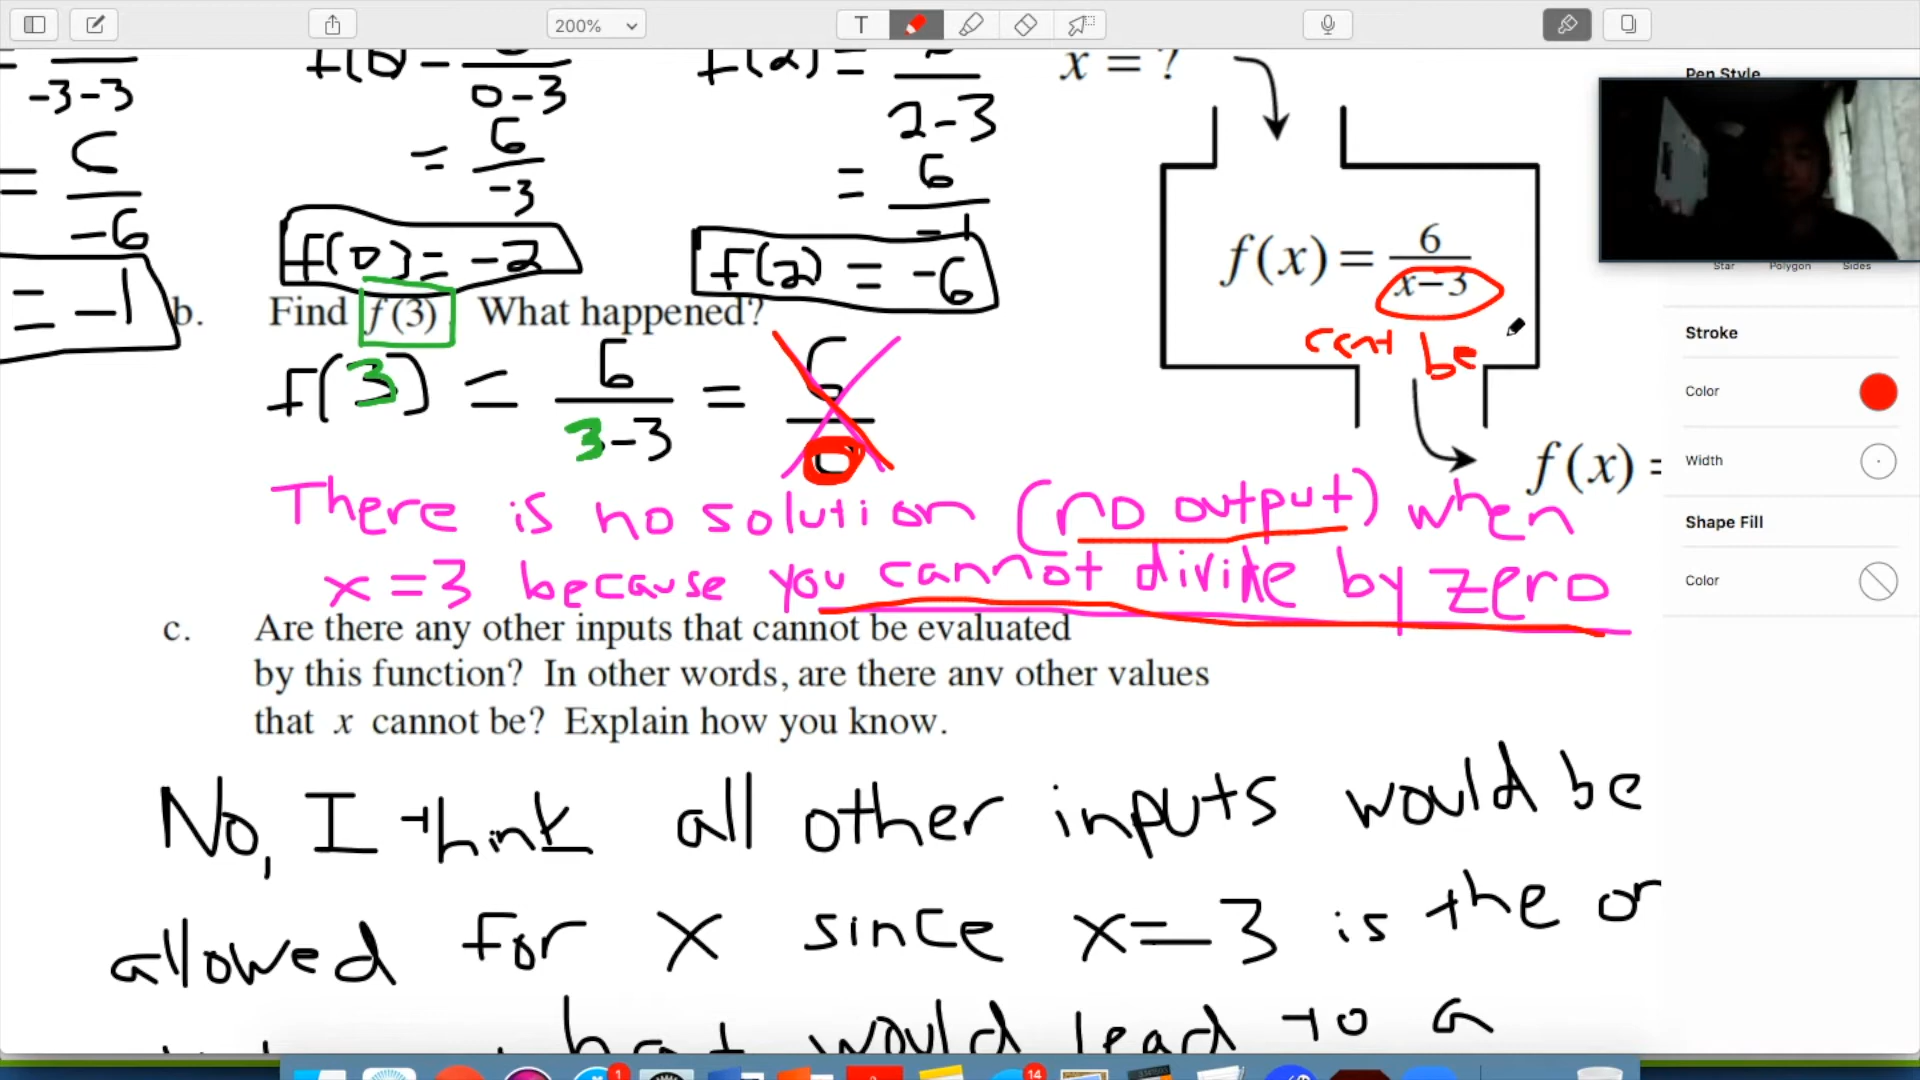 200%
x = ?
Pen Style
-3-3
f(0) =
0-3
f(2) =
2-3
= 6/-3
= 6/-1
-6
f(0) = -2
f(2) = -6
= -1
f(x) = 6/x-3
cant be
Star Polygon Sides
b. Find f(3) What happened?
f(3) = 6/3-3 = 6/0
f(x) =
Stroke
Color
Width
Shape Fill
Color
There is no solution (no output) when
x=3 because you cannot divide by zero
c. Are there any other inputs that cannot be evaluated
by this function? In other words, are there any other values
that x cannot be? Explain how you know.
No, I think all other inputs would be
allowed for x since x=3 is the
would lead to a
1
14